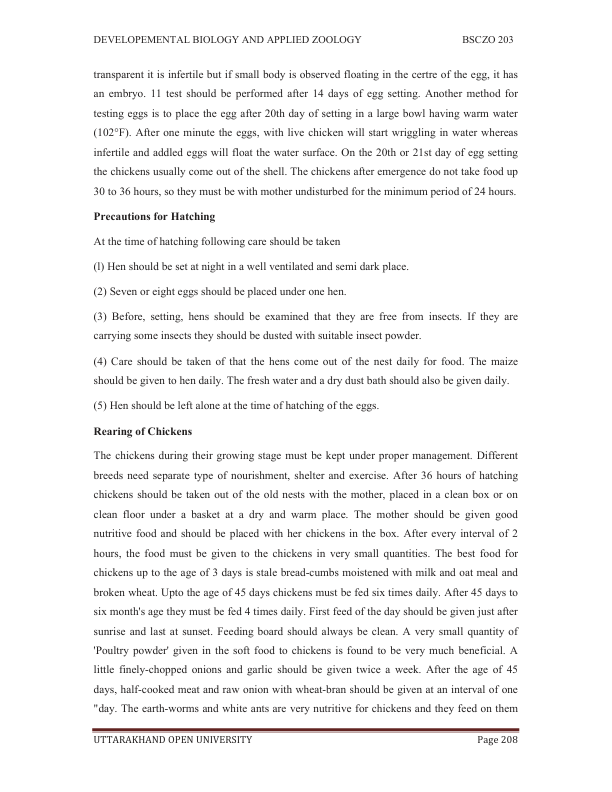 DEVELOPEMENTAL BIOLOGY AND APPLIED ZOOLOGY BSCZO 203
transparent it is infertile but if small body is observed floating in the certre of the egg, it has
an embryo. 11 test should be performed after 14 days of egg setting. Another method for
testing eggs is to place the egg after 20th day of setting in a large bowl having warm water
(102°F). After one minute the eggs, with live chicken will start wriggling in water whereas
infertile and addled eggs will float the water surface. On the 20th or 21st day of egg setting
the chickens usually come out of the shell. The chickens after emergence do not take food up
30 to 36 hours, so they must be with mother undisturbed for the minimum period of 24 hours.
Precautions for Hatching
At the time of hatching following care should be taken
(l) Hen should be set at night in a well ventilated and semi dark place.
(2) Seven or eight eggs should be placed under one hen.
(3) Before, setting, hens should be examined that they are free from insects. If they are
carrying some insects they should be dusted with suitable insect powder.
(4) Care should be taken of that the hens come out of the nest daily for food. The maize
should be given to hen daily. The fresh water and a dry dust bath should also be given daily.
(5) Hen should be left alone at the time of hatching of the eggs.
Rearing of Chickens
The chickens during their growing stage must be kept under proper management. Different
breeds need separate type of nourishment, shelter and exercise. After 36 hours of hatching
chickens should be taken out of the old nests with the mother, placed in a clean box or on
clean floor under a basket at a dry and warm place. The mother should be given good
nutritive food and should be placed with her chickens in the box. After every interval of 2
hours, the food must be given to the chickens in very small quantities. The best food for
chickens up to the age of 3 days is stale bread-cumbs moistened with milk and oat meal and
broken wheat. Upto the age of 45 days chickens must be fed six times daily. After 45 days to
six month's age they must be fed 4 times daily. First feed of the day should be given just after
sunrise and last at sunset. Feeding board should always be clean. A very small quantity of
'Poultry powder' given in the soft food to chickens is found to be very much beneficial. A
little finely-chopped onions and garlic should be given twice a week. After the age of 45
days, half-cooked meat and raw onion with wheat-bran should be given at an interval of one
"day. The earth-worms and white ants are very nutritive for chickens and they feed on them
UTTARAKHAND OPEN UNIVERSITY Page 208